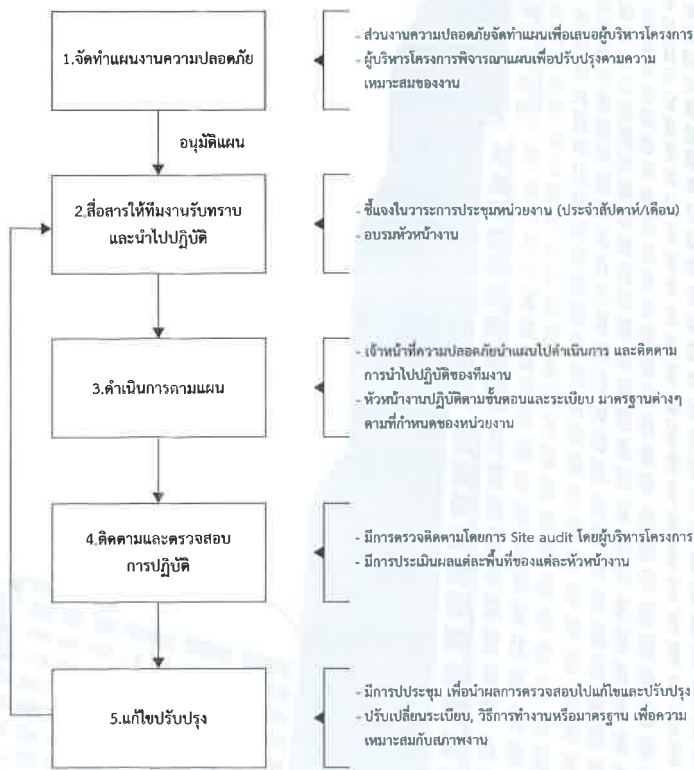 1.จัดทำแผนงานความปลอดภัย
- ส่วนงานความปลอดภัยจัดทำแผนเพื่อเสนอผู้บริหารโครงการ
- ผู้บริหารโครงการพิจารณาแผนเพื่อปรับปรุงตามความ
เหมาะสมของงาน
อนุมัติแผน
2.สื่อสารให้ทีมงานรับทราบ
และนำไปปฏิบัติ
- ชี้แจงในวาระการประชุมหน่วยงาน (ประจำสัปดาห์/เดือน)
- อบรมหัวหน้างาน
3.ดำเนินการตามแผน
- เจ้าหน้าที่ความปลอดภัยนำแผนไปดำเนินการ และติดตาม
การนำไปปฏิบัติของทีมงาน
- หัวหน้างานปฏิบัติตามขั้นตอนและระเบียบ มาตรฐานต่างๆ
ตามที่กำหนดของหน่วยงาน
4.ติดตามและตรวจสอบ
การปฏิบัติ
- มีการตรวจติดตามโดยการ Site audit โดยผู้บริหารโครงการ
- มีการประเมินผลแต่ละพื้นที่ของแต่ละหัวหน้างาน
5.แก้ไขปรับปรุง
- มีการปประชุม เพื่อนำผลการตรวจสอบไปแก้ไขและปรับปรุง
- ปรับเปลี่ยนระเบียบ, วิธีการทำงานหรือมาตรฐาน เพื่อความ
เหมาะสมกับสภาพงาน